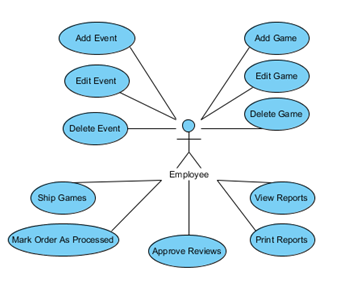 Add Event
Add Game
Edit Event
Edit Game
Delete Event
Delete Game
Employee
Ship Games
View Reports
Mark Order As Processed
Approve Reviews
Print Reports